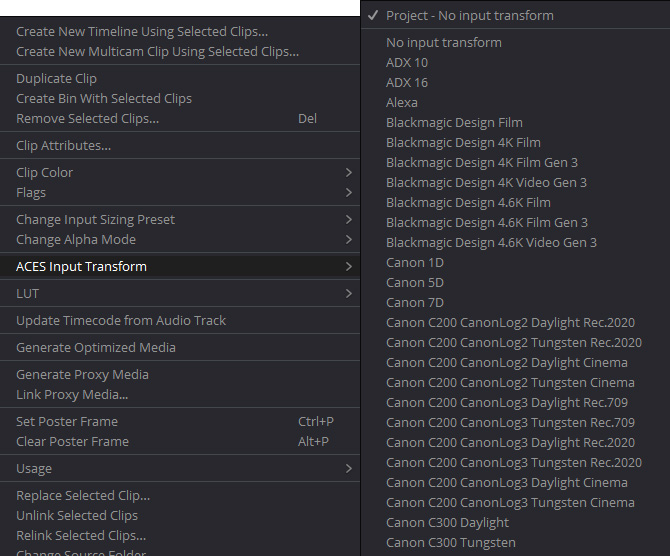 Create New Timeline Using Selected Clips...
Create New Multicam Clip Using Selected Clips...
Duplicate Clip
Create Bin With Selected Clips
Remove Selected Clips... Del
Clip Attributes...
Clip Color
Flags
Change Input Sizing Preset
Change Alpha Mode
ACES Input Transform
LUT
Update Timecode from Audio Track
Generate Optimized Media
Generate Proxy Media
Link Proxy Media...
Set Poster Frame Ctrl+P
Clear Poster Frame Alt+P
Usage
Replace Selected Clip...
Unlink Selected Clips
Relink Selected Clips...
Change Source Folder
Project - No input transform
No input transform
ADX 10
ADX 16
Alexa
Blackmagic Design Film
Blackmagic Design 4K Film
Blackmagic Design 4K Film Gen 3
Blackmagic Design 4K Video Gen 3
Blackmagic Design 4.6K Film
Blackmagic Design 4.6K Film Gen 3
Blackmagic Design 4.6K Video Gen 3
Canon 1D
Canon 5D
Canon 7D
Canon C200 CanonLog2 Daylight Rec.2020
Canon C200 CanonLog2 Tungsten Rec.2020
Canon C200 CanonLog2 Daylight Cinema
Canon C200 CanonLog2 Tungsten Cinema
Canon C200 CanonLog3 Daylight Rec.709
Canon C200 CanonLog3 Tungsten Rec.709
Canon C200 CanonLog3 Daylight Rec.2020
Canon C200 CanonLog3 Tungsten Rec.2020
Canon C200 CanonLog3 Daylight Cinema
Canon C200 CanonLog3 Tungsten Cinema
Canon C300 Daylight
Canon C300 Tungsten